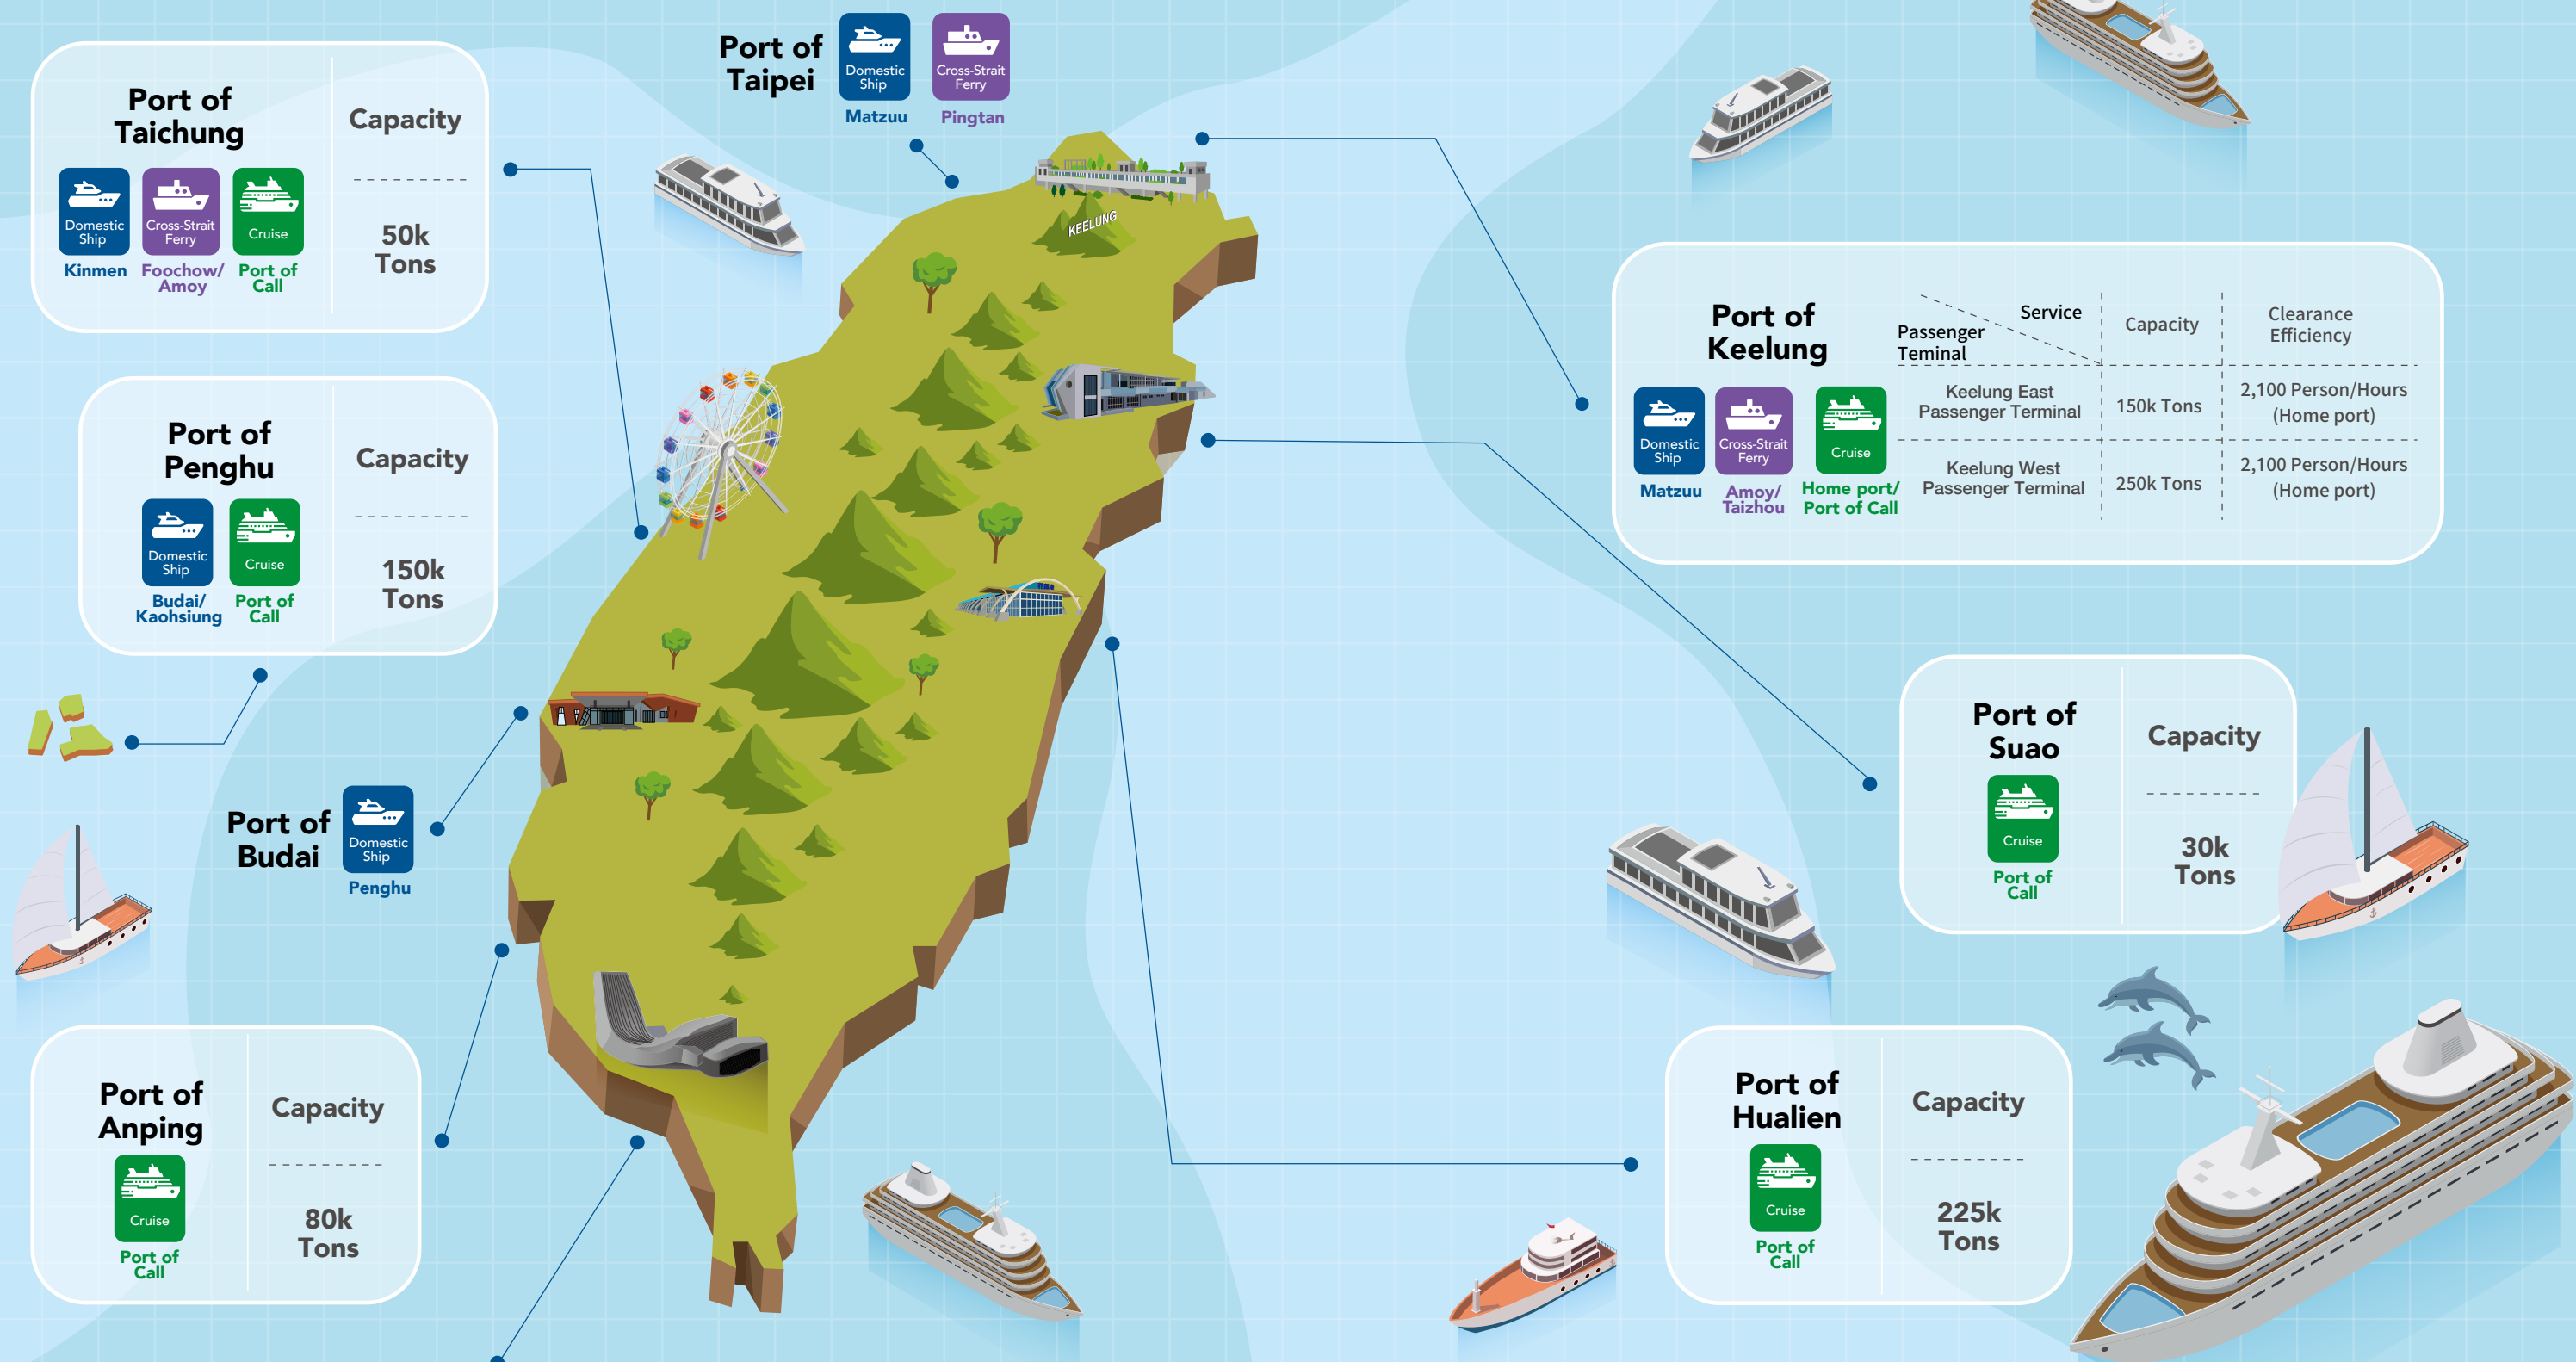 Port of
Taichung
Capacity
Domestic
Ship
Kinmen
Cross-Strait
Ferry
Foochow/
Amoy
Cruise
Port of
Call
50k
Tons
Port of
Taipei
Domestic
Ship
Matzuu
Cross-Strait
Ferry
Pingtan
KEELUNG
Port of
Keelung
Domestic
Ship
Matzuu
Cross-Strait
Ferry
Amoy/
Taizhou
Cruise
Home port/
Port of Call
Service
Passenger
Teminal
Capacity
Clearance
Efficiency
Keelung East
Passenger Terminal
150k Tons
2,100 Person/Hours
(Home port)
Keelung West
Passenger Terminal
250k Tons
2,100 Person/Hours
(Home port)
Port of
Penghu
Capacity
Domestic
Ship
Budai/
Kaohsiung
Cruise
Port of
Call
150k
Tons
Port of
Budai
Domestic
Ship
Penghu
Port of
Suao
Capacity
Cruise
Port of
Call
30k
Tons
Port of
Anping
Capacity
Cruise
Port of
Call
80k
Tons
Port of
Hualien
Capacity
Cruise
Port of
Call
225k
Tons